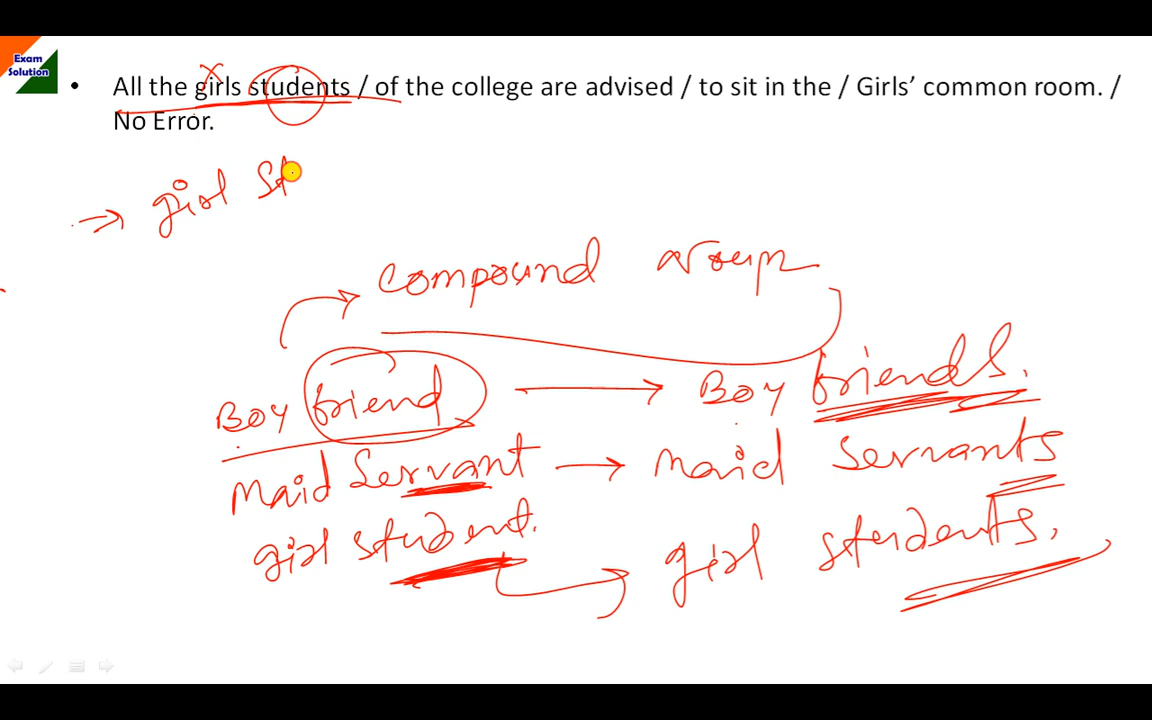 Exam
Solution
• All the girls students / of the college are advised / to sit in the / Girls' common room. /
No Error.
→ girl St
compound noun
Boy friend → Boy friends.
Maid Servant → Maid servants
girl student. → girl students.